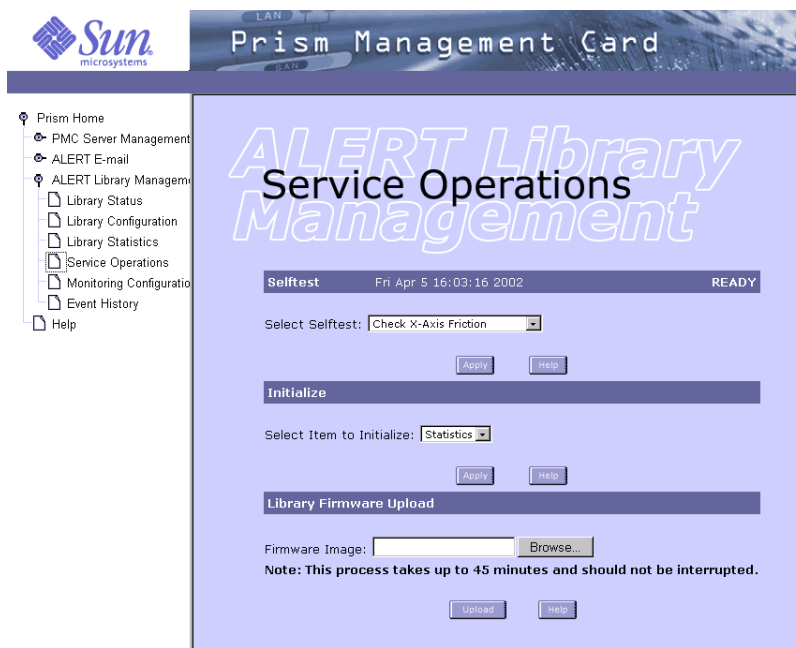 Sun
microsystems
LAN
Prism Management Card
SAN
Prism Home
PMC Server Management
ALERT E-mail
ALERT Library Managem
Library Status
Library Configuration
Library Statistics
Service Operations
Monitoring Configuratio
Event History
Help
ALERT Library
Management
Service Operations
Selftest Fri Apr 5 16:03:16 2002 READY
Select Selftest: Check X-Axis Friction
Apply Help
Initialize
Select Item to Initialize: Statistics
Apply Help
Library Firmware Upload
Firmware Image: Browse...
Note: This process takes up to 45 minutes and should not be interrupted.
Upload Help